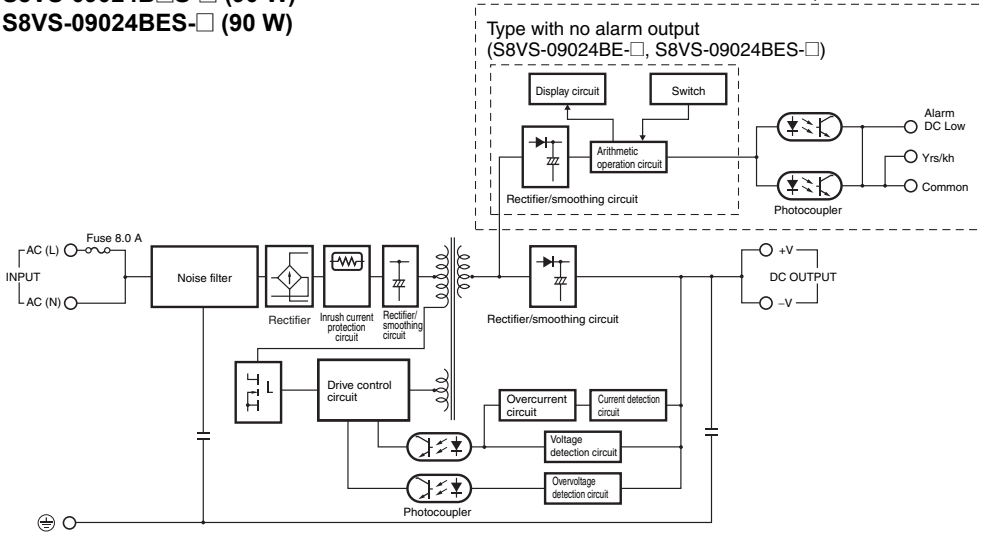 S8VS-09024BES-□ (90 W)
Type with no alarm output
(S8VS-09024BE-□, S8VS-09024BES-□)
Display circuit
Switch
Arithmetic
operation circuit
Rectifier/smoothing circuit
Alarm
DC Low
Yrs/kh
Common
Photocoupler
AC (L)
Fuse 8.0 A
INPUT
AC (N)
Noise filter
Rectifier
Inrush current
protection
circuit
Rectifier/
smoothing
circuit
Rectifier/smoothing circuit
+V
DC OUTPUT
–V
Drive control
circuit
Overcurrent
circuit
Current detection
circuit
Voltage
detection circuit
Overvoltage
detection circuit
Photocoupler